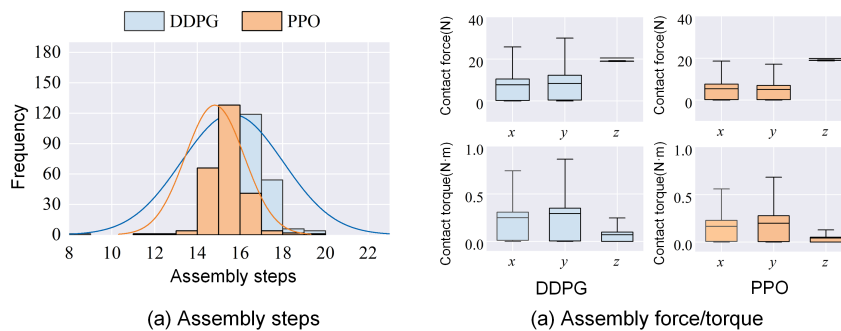 DDPG PPO
180
150
120
90
60
30
0
Frequency
8 10 12 14 16 18 20 22
Assembly steps
(a) Assembly steps
Contact force(N)
40
20
0
x y z
Contact force(N)
40
20
0
x y z
Contact torque(N·m)
1.0
0.5
0.0
x y z
DDPG
Contact torque(N·m)
1.0
0.5
0.0
x y z
PPO
(a) Assembly force/torque